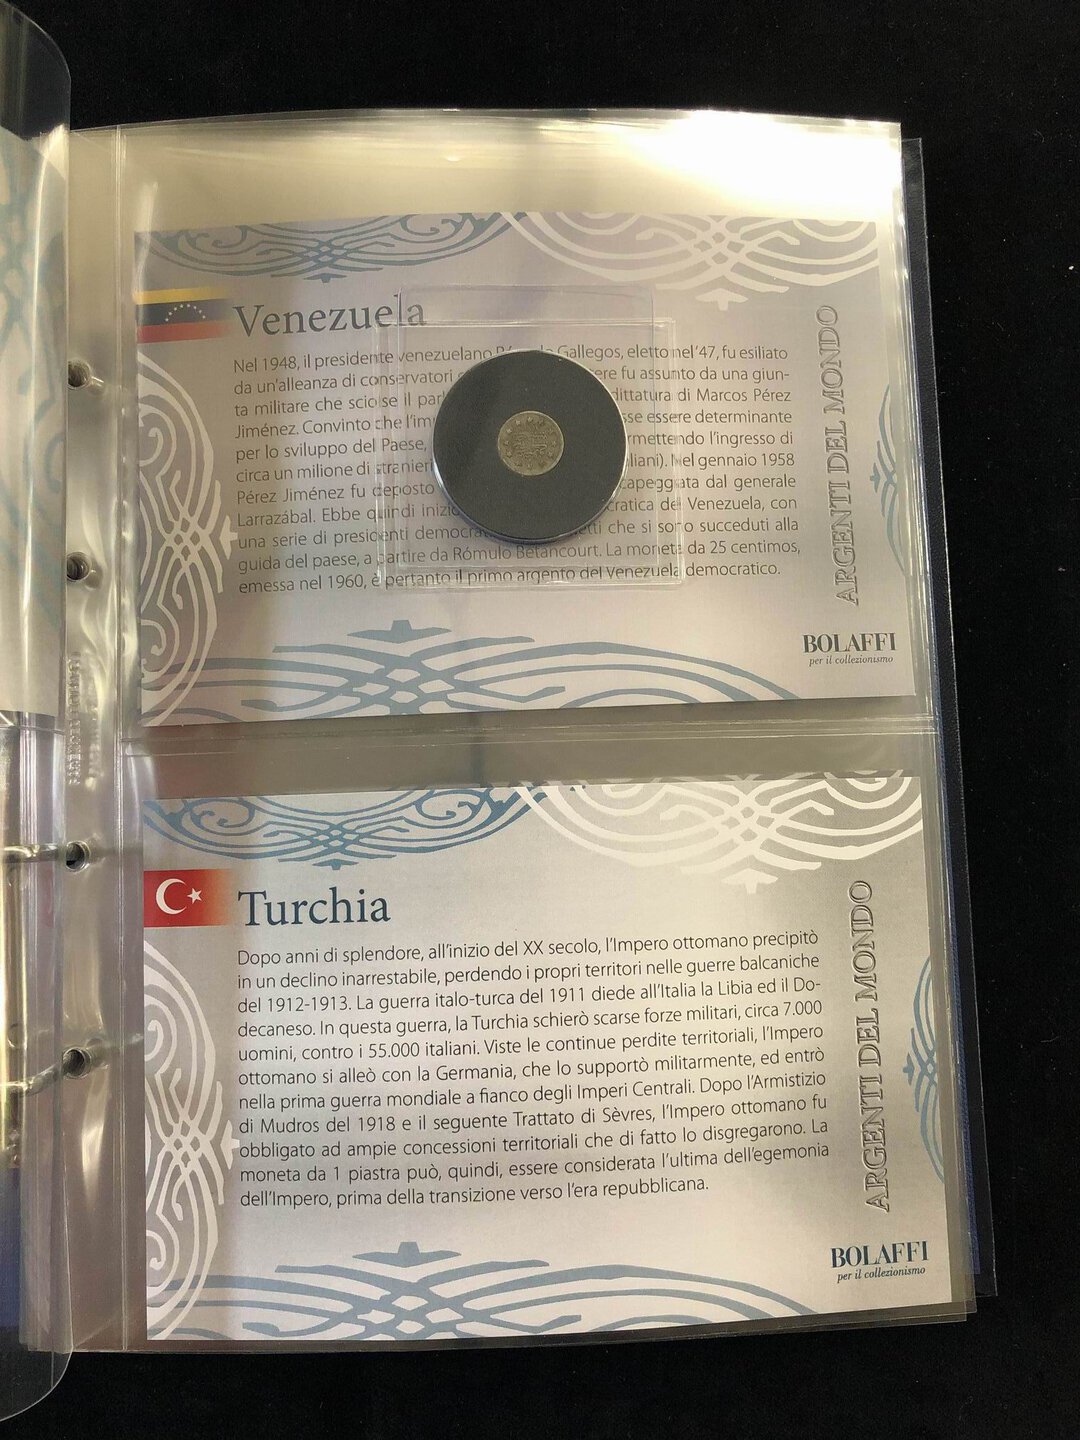 Venezuela
Nel 1948, il presidente venezuelano Gallegos, eletto nel '47, fu esiliato
da un'alleanza di conservatori ere fu assunto da una giun-
ta militare che sciolse il dittatura di Marcos Pérez
Jiménez. Convinto che l'im sse essere determinante
per lo sviluppo del Paese, rmettendo l'ingresso di
circa un milione di stranieri liani). Nel gennaio 1958
Pérez Jiménez fu deposto capeggiata dal generale
Larrazábal. Ebbe quindi inizio cratica del Venezuela, con
una serie di presidenti democra etti che si sono succeduti alla
guida del paese, a partire da Rómulo Betancourt. La moneta da 25 centimos,
emessa nel 1960, è pertanto il primo argento del Venezuela democratico.
ARGENTI DEL MONDO
BOLAFFI
per il collezionismo
Turchia
Dopo anni di splendore, all'inizio del XX secolo, l'Impero ottomano precipitò
in un declino inarrestabile, perdendo i propri territori nelle guerre balcaniche
del 1912-1913. La guerra italo-turca del 1911 diede all'Italia la Libia ed il Do-
decaneso. In questa guerra, la Turchia schierò scarse forze militari, circa 7.000
uomini, contro i 55.000 italiani. Viste le continue perdite territoriali, l'Impero
ottomano si alleò con la Germania, che lo supportò militarmente, ed entrò
nella prima guerra mondiale a fianco degli Imperi Centrali. Dopo l'Armistizio
di Mudros del 1918 e il seguente Trattato di Sèvres, l'Impero ottomano fu
obbligato ad ampie concessioni territoriali che di fatto lo disgregarono. La
moneta da 1 piastra può, quindi, essere considerata l'ultima dell'egemonia
dell'Impero, prima della transizione verso l'era repubblicana.
ARGENTI DEL MONDO
BOLAFFI
per il collezionismo